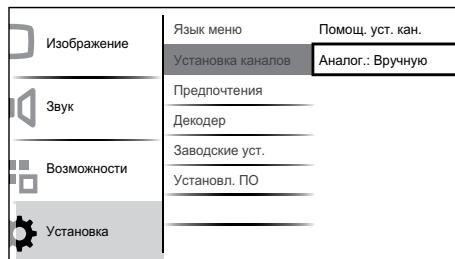 Изображение
Звук
Возможности
Установка
Язык меню
Установка каналов
Предпочтения
Декодер
Заводские уст.
Установл. ПО
Помощ. уст. кан.
Аналог.: Вручную